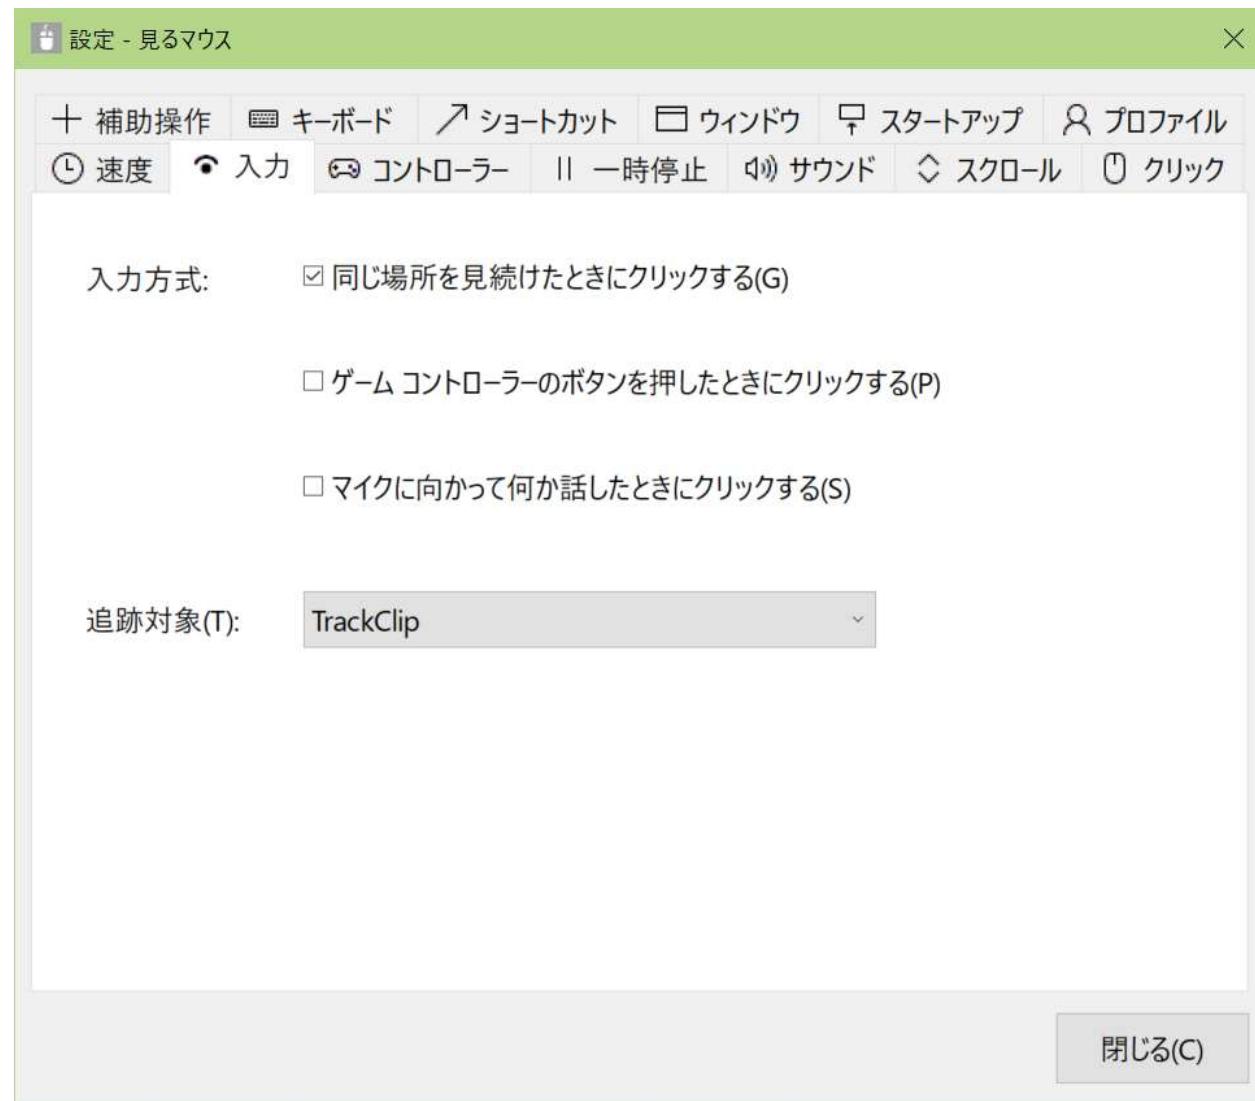 設定 - 見るマウス
補助操作 キーボード ショートカット ウィンドウ スタートアップ プロファイル
速度 入力 コントローラー 一時停止 サウンド スクロール クリック
入力方式: 同じ場所を見続けたときにクリックする(G)
ゲーム コントローラーのボタンを押したときにクリックする(P)
マイクに向かって何か話したときにクリックする(S)
追跡対象(T): TrackClip
閉じる(C)